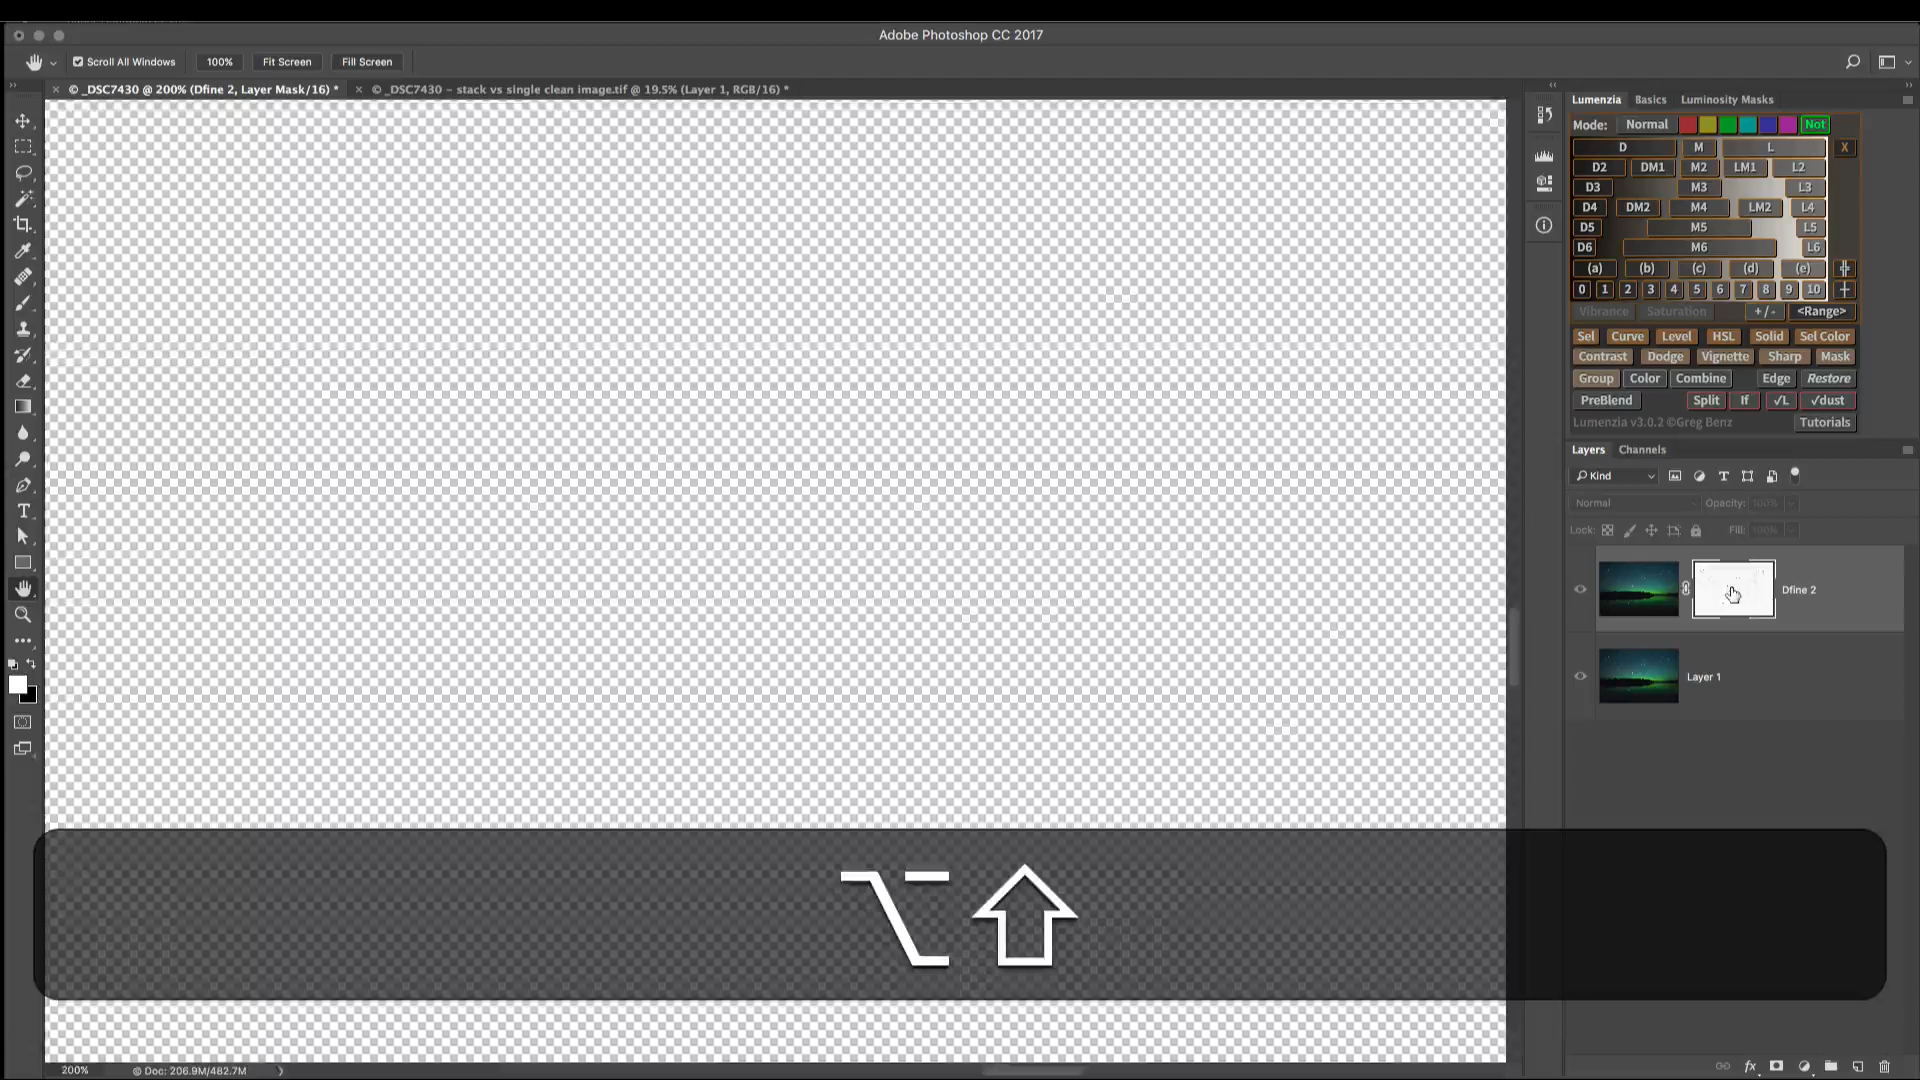 Adobe Photoshop CC 2017
Scroll All Windows 100% Fit Screen Fill Screen
© _DSC7430 @ 200% (Dfine 2, Layer Mask/16) *
© _DSC7430 – stack vs single clean image.tif @ 19.5% (Layer 1, RGB/16) *
Lumenzia Basics Luminosity Masks
Mode: Normal Not
D M L X
D2 DM1 M2 LM1 L2
D3 M3 L3
D4 DM2 M4 LM2 L4
D5 M5 L5
D6 M6 L6
(a) (b) (c) (d) (e)
0 1 2 3 4 5 6 7 8 9 10
Vibrance Saturation +/- <Range>
Sel Curve Level HSL Solid Sel Color
Contrast Dodge Vignette Sharp Mask
Group Color Combine Edge Restore
PreBlend Split If √L √dust
Lumenzia v3.0.2 ©Greg Benz Tutorials
Layers Channels
Kind
Normal Opacity: 100%
Lock: Fill: 100%
Dfine 2
Layer 1
200% © Doc: 206.9M/482.7M